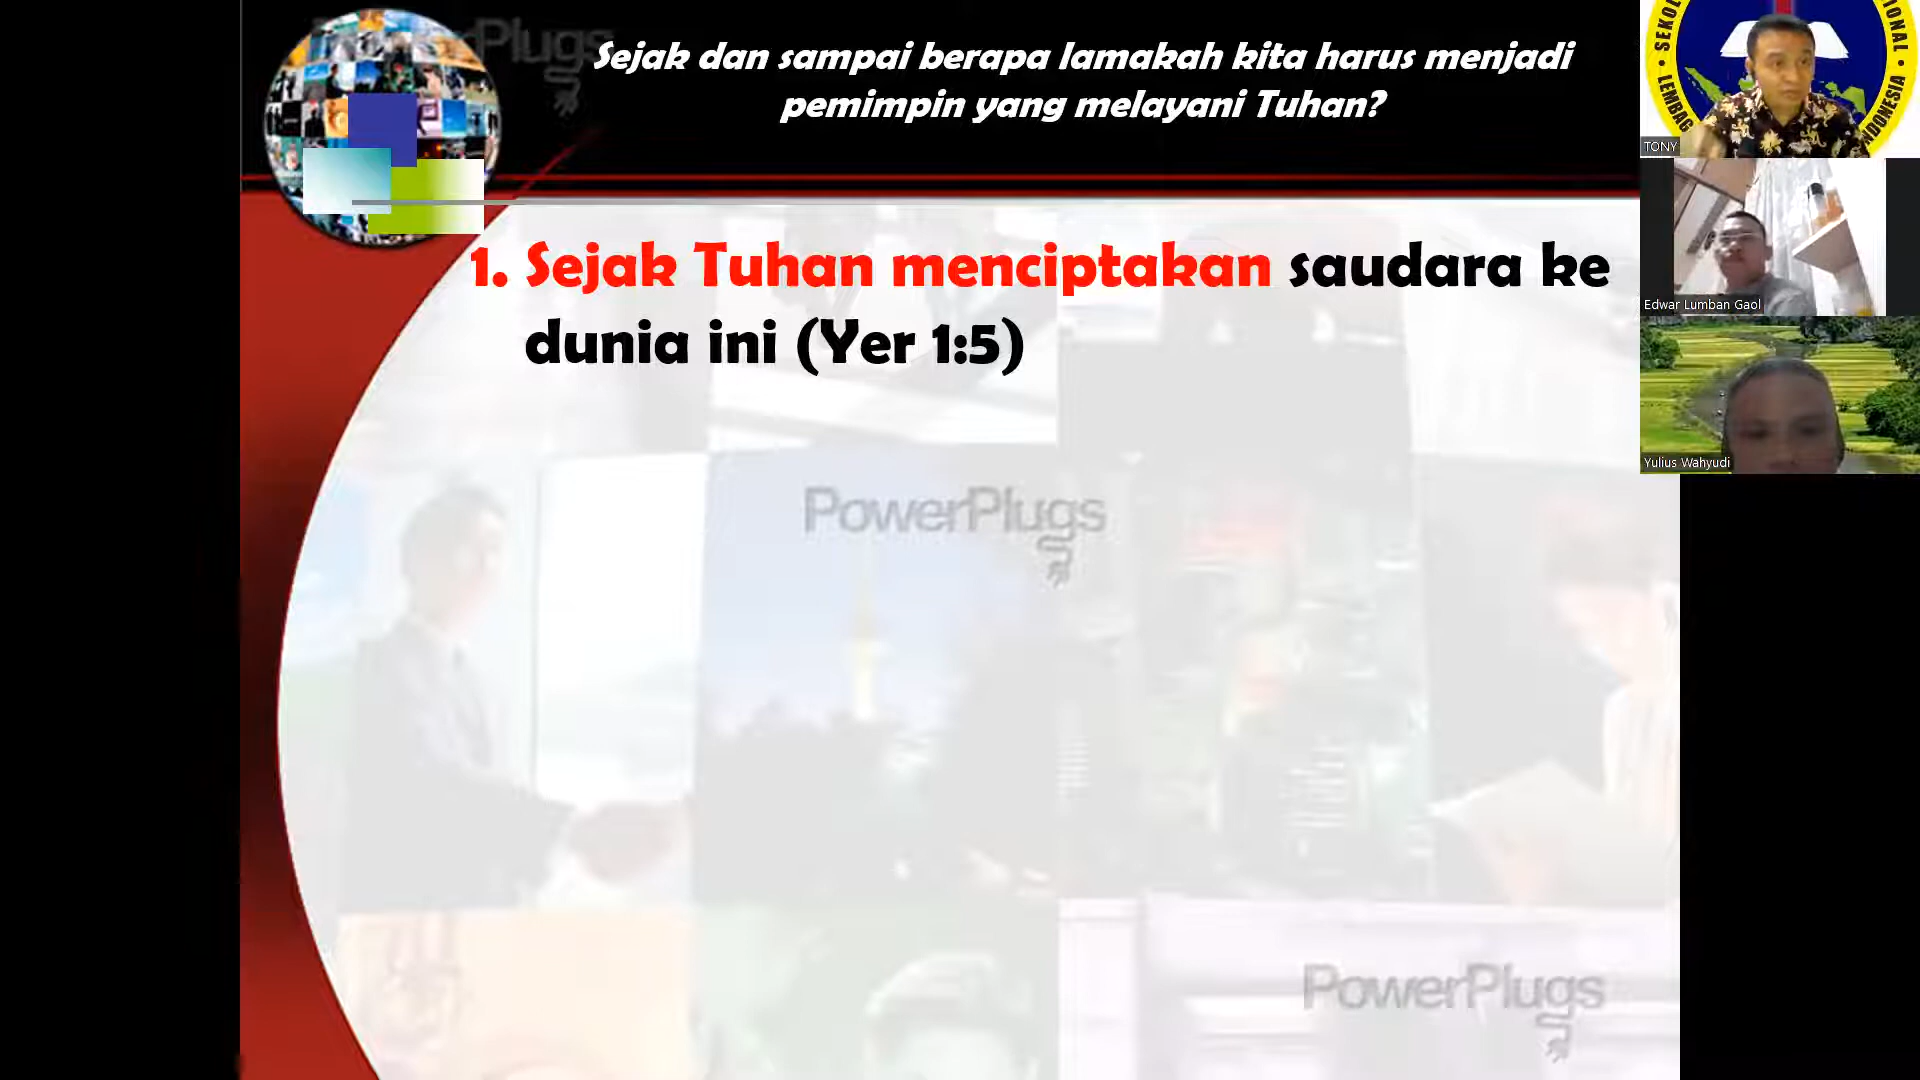 PowerPlugs
Sejak dan sampai berapa lamakah kita harus menjadi
pemimpin yang melayani Tuhan?
1. Sejak Tuhan menciptakan saudara ke
dunia ini (Yer 1:5)
PowerPlugs
PowerPlugs
TONY
Edwar Lumban Gaol
Yulius Wahyudi